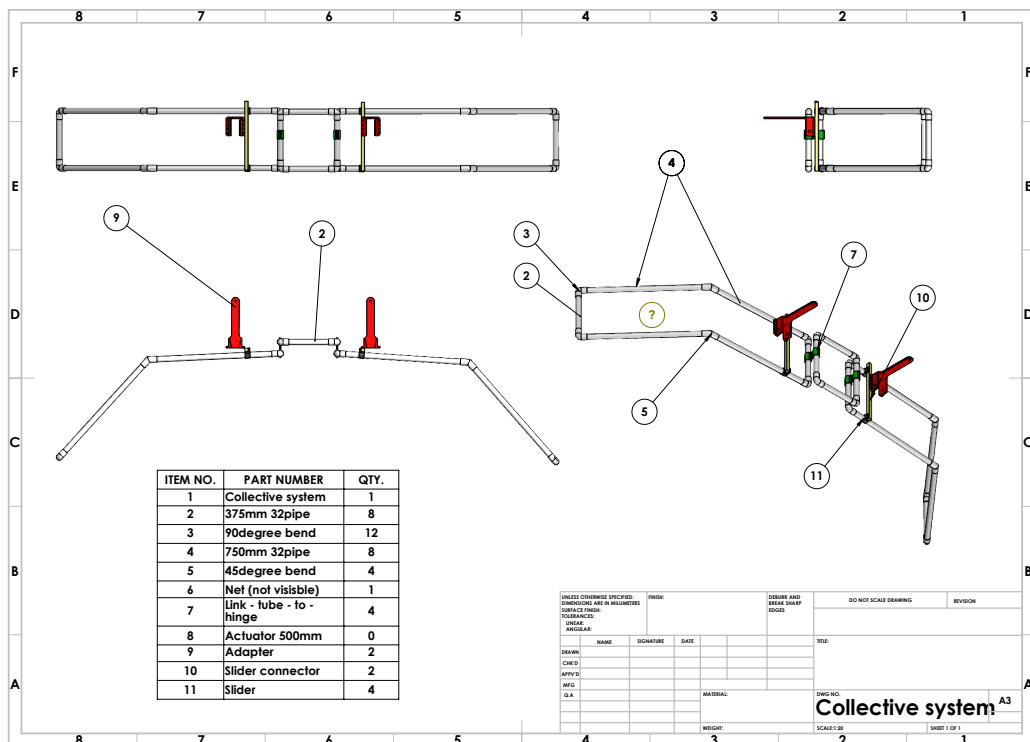 8 7 6 5 4 3 2 1
F F
E E
D D
C C
B B
A A
9
2
4
3
2
7
10
?
5
11
ITEM NO. PART NUMBER QTY.
1 Collective system 1
2 375mm 32pipe 8
3 90degree bend 12
4 750mm 32pipe 8
5 45degree bend 4
6 Net (not visisble) 1
7 Link - tube - to - 4
hinge
8 Actuator 500mm 0
9 Adapter 2
10 Slider connector 2
11 Slider 4
UNLESS OTHERWISE SPECIFIED:
DIMENSIONS ARE IN MILLIMETERS
SURFACE FINISH:
TOLERANCES:
LINEAR:
ANGULAR:
FINISH:
DEBURR AND
BREAK SHARP
EDGES
DO NOT SCALE DRAWING
REVISION
NAME SIGNATURE DATE
DRAWN
CHK'D
APPV'D
MFG
Q.A
TITLE:
MATERIAL:
DWG NO.
Collective system
A3
WEIGHT:
SCALE:1:20
SHEET 1 OF 1
8 7 6 5 4 3 2 1